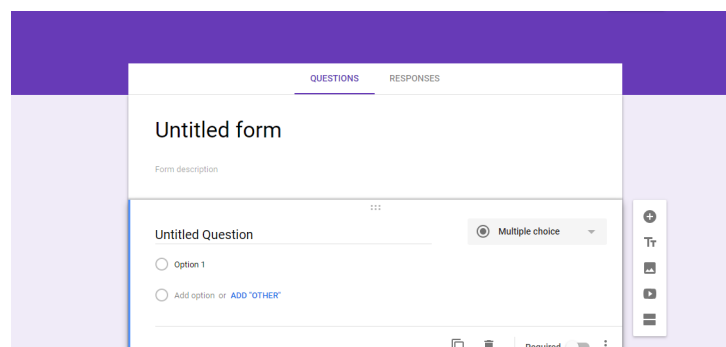 QUESTIONS RESPONSES
Untitled form
Form description
Untitled Question Multiple choice
Option 1
Add option or ADD "OTHER"
Required